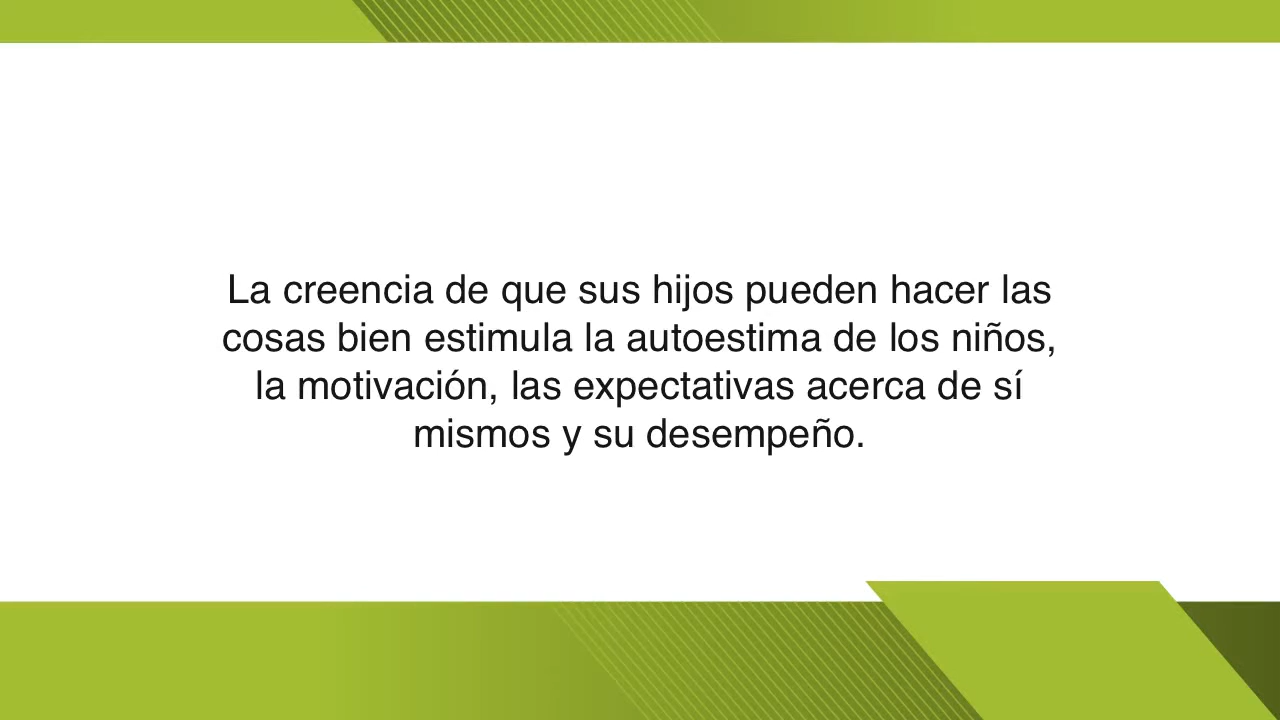 La creencia de que sus hijos pueden hacer las
cosas bien estimula la autoestima de los niños,
la motivación, las expectativas acerca de sí
mismos y su desempeño.